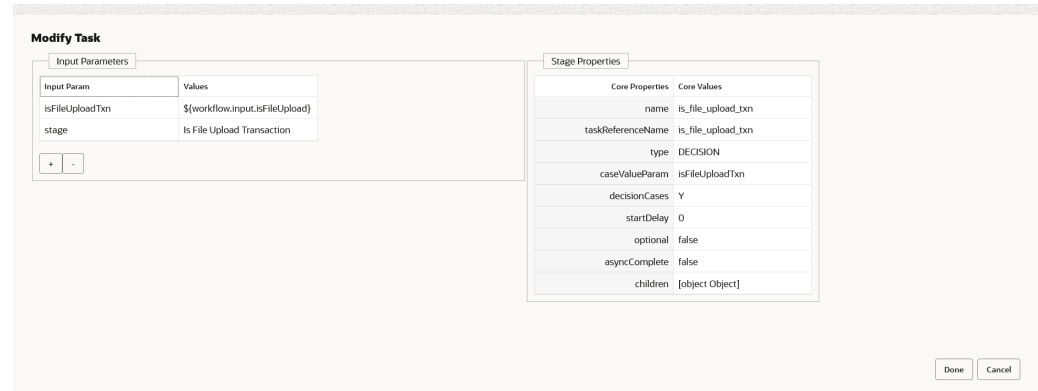 Modify Task
Input Parameters
Input Param Values
isFileUploadTxn ${workflow.input.isFileUpload}
stage Is File Upload Transaction
+ -
Stage Properties
Core Properties Core Values
name is_file_upload_txn
taskReferenceName is_file_upload_txn
type DECISION
caseValueParam isFileUploadTxn
decisionCases Y
startDelay 0
optional false
asyncComplete false
children [object Object]
Done Cancel